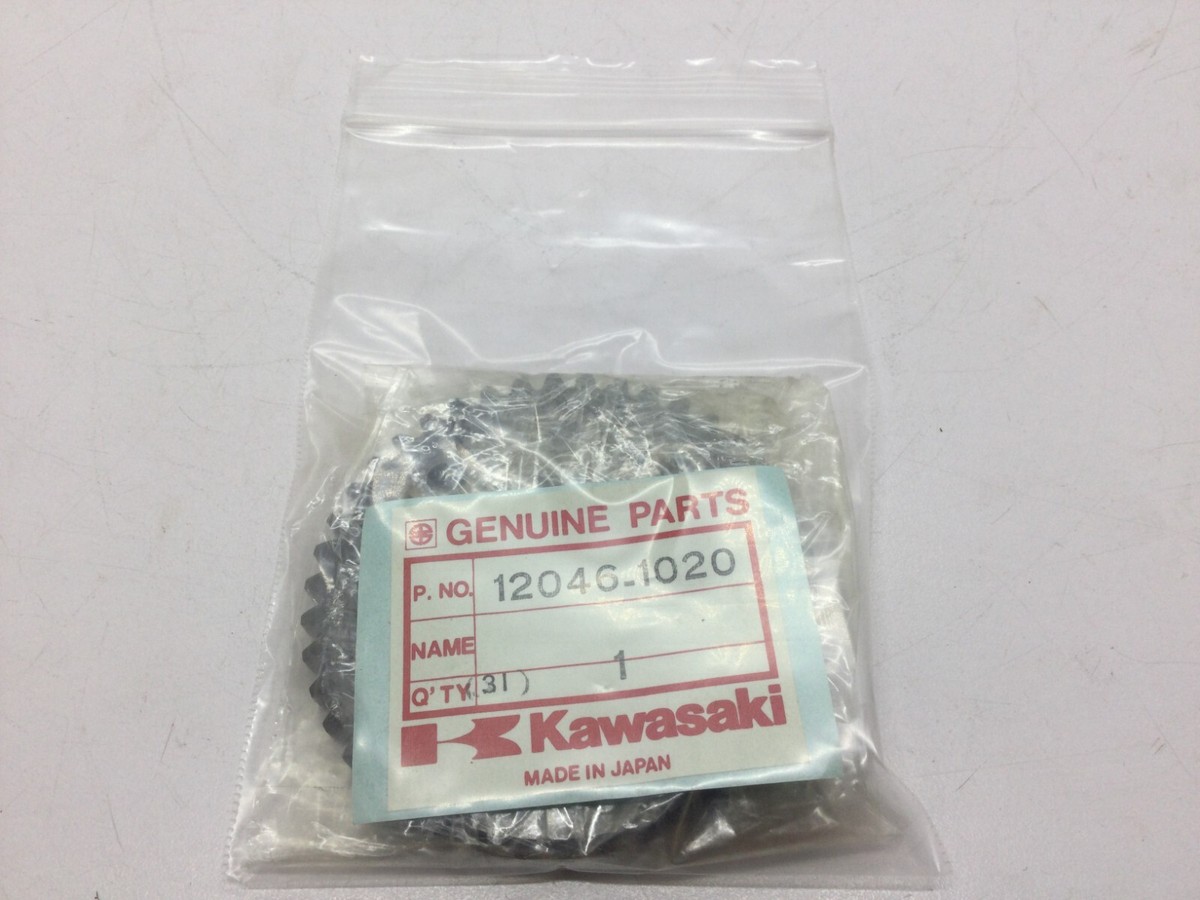 GENUINE PARTS
P. NO. 12046-1020
NAME
Q'TY (31) 1
Kawasaki
MADE IN JAPAN